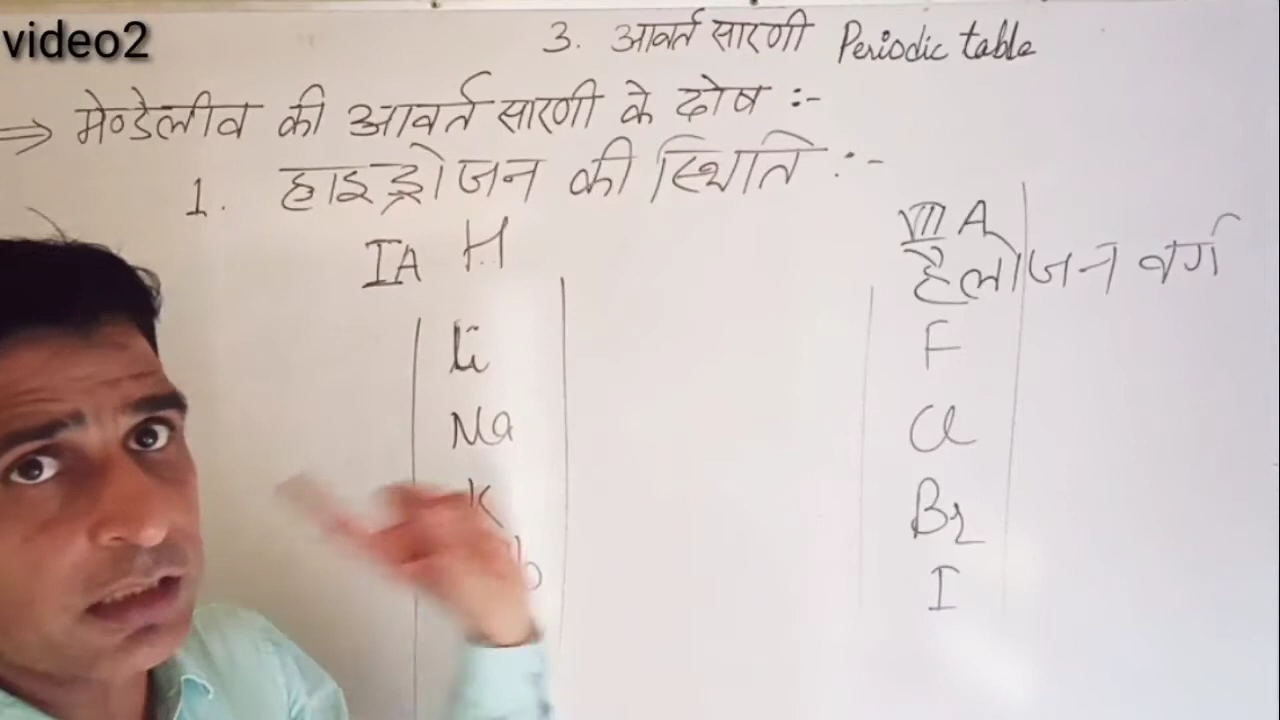 video2
3. आवर्त सारणी Periodic table
⇒ मेण्डेलीव की आवर्त सारणी के दोष :-
1. हाइड्रोजन की स्थिति :-
IA H
Li
Na
K
b
VII A
हैलोजन वर्ग
F
Cl
Br
I